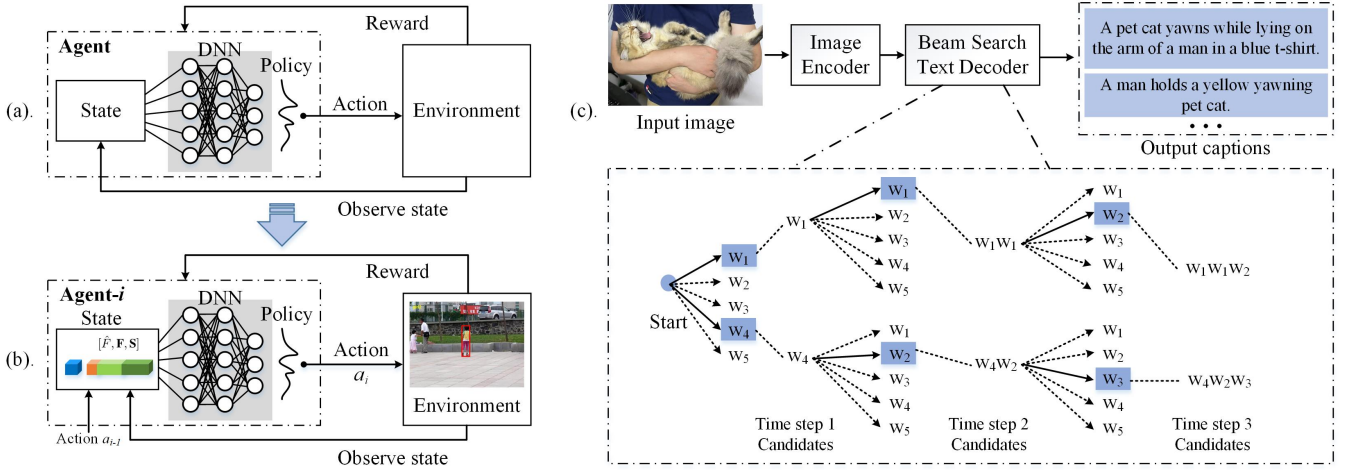 (a).
Reward
Agent
DNN
Policy
State
Action
Environment
Observe state
(b).
Reward
Agent-i
State
DNN
Policy
[F̂, F, S]
Action
a_i
Environment
Action a_{i-1}
Observe state
(c).
Input image
Image
Encoder
Beam Search
Text Decoder
A pet cat yawns while lying on
the arm of a man in a blue t-shirt.
A man holds a yellow yawning
pet cat.
• • •
Output captions
Start
W₁
W₂
W₃
W₄
W₅
W₁
W₁
W₂
W₃
W₄
W₅
W₁W₁
W₁
W₂
W₃
W₄
W₅
W₁W₁W₂
W₄
W₁
W₂
W₃
W₄
W₅
W₄W₂
W₁
W₂
W₃
W₄
W₅
W₄W₂W₃
Time step 1
Candidates
Time step 2
Candidates
Time step 3
Candidates